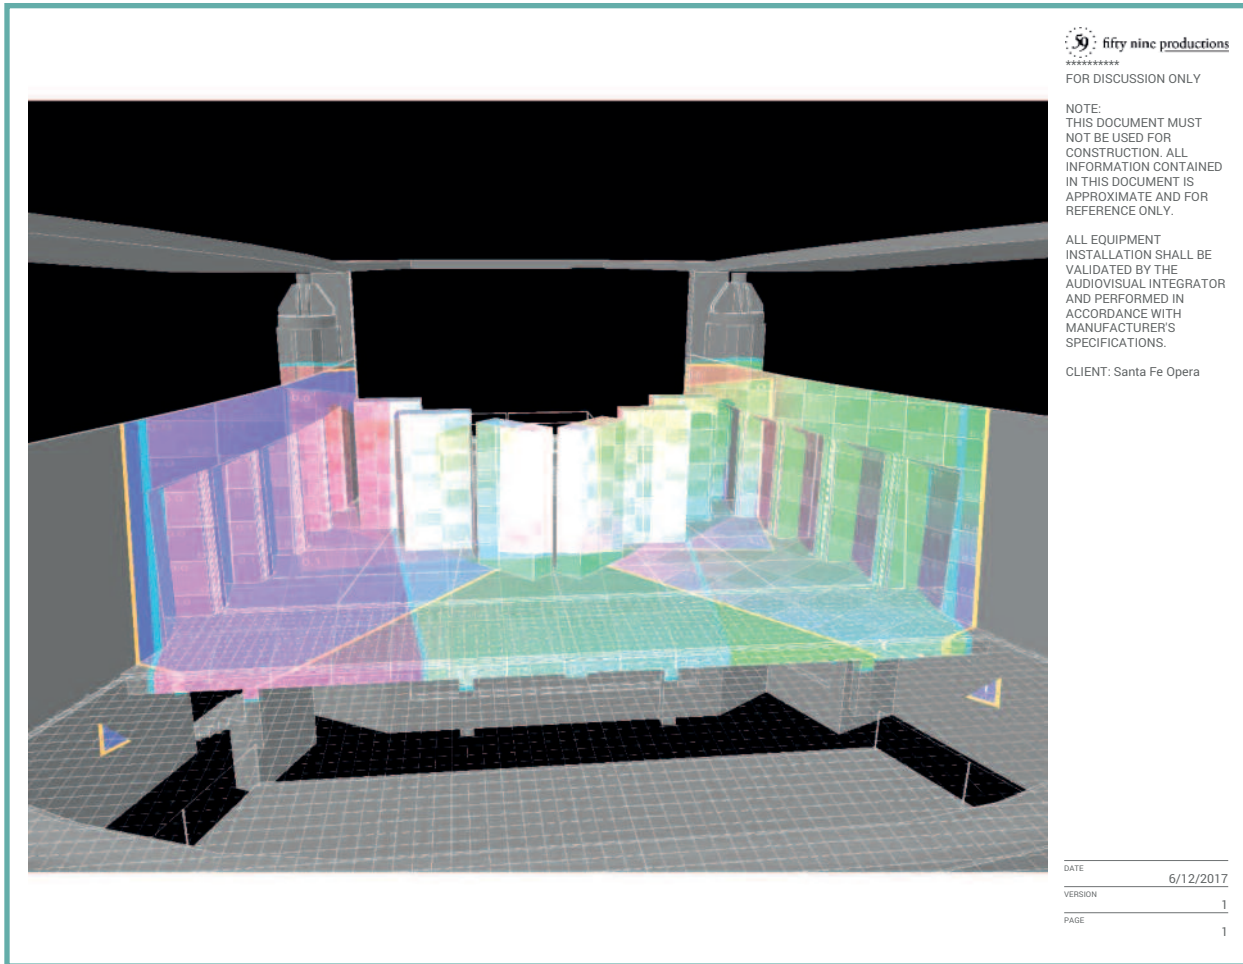 59 fifty nine productions
**********
FOR DISCUSSION ONLY
NOTE:
THIS DOCUMENT MUST
NOT BE USED FOR
CONSTRUCTION. ALL
INFORMATION CONTAINED
IN THIS DOCUMENT IS
APPROXIMATE AND FOR
REFERENCE ONLY.
ALL EQUIPMENT
INSTALLATION SHALL BE
VALIDATED BY THE
AUDIOVISUAL INTEGRATOR
AND PERFORMED IN
ACCORDANCE WITH
MANUFACTURER'S
SPECIFICATIONS.
CLIENT: Santa Fe Opera
DATE
6/12/2017
VERSION
1
PAGE
1